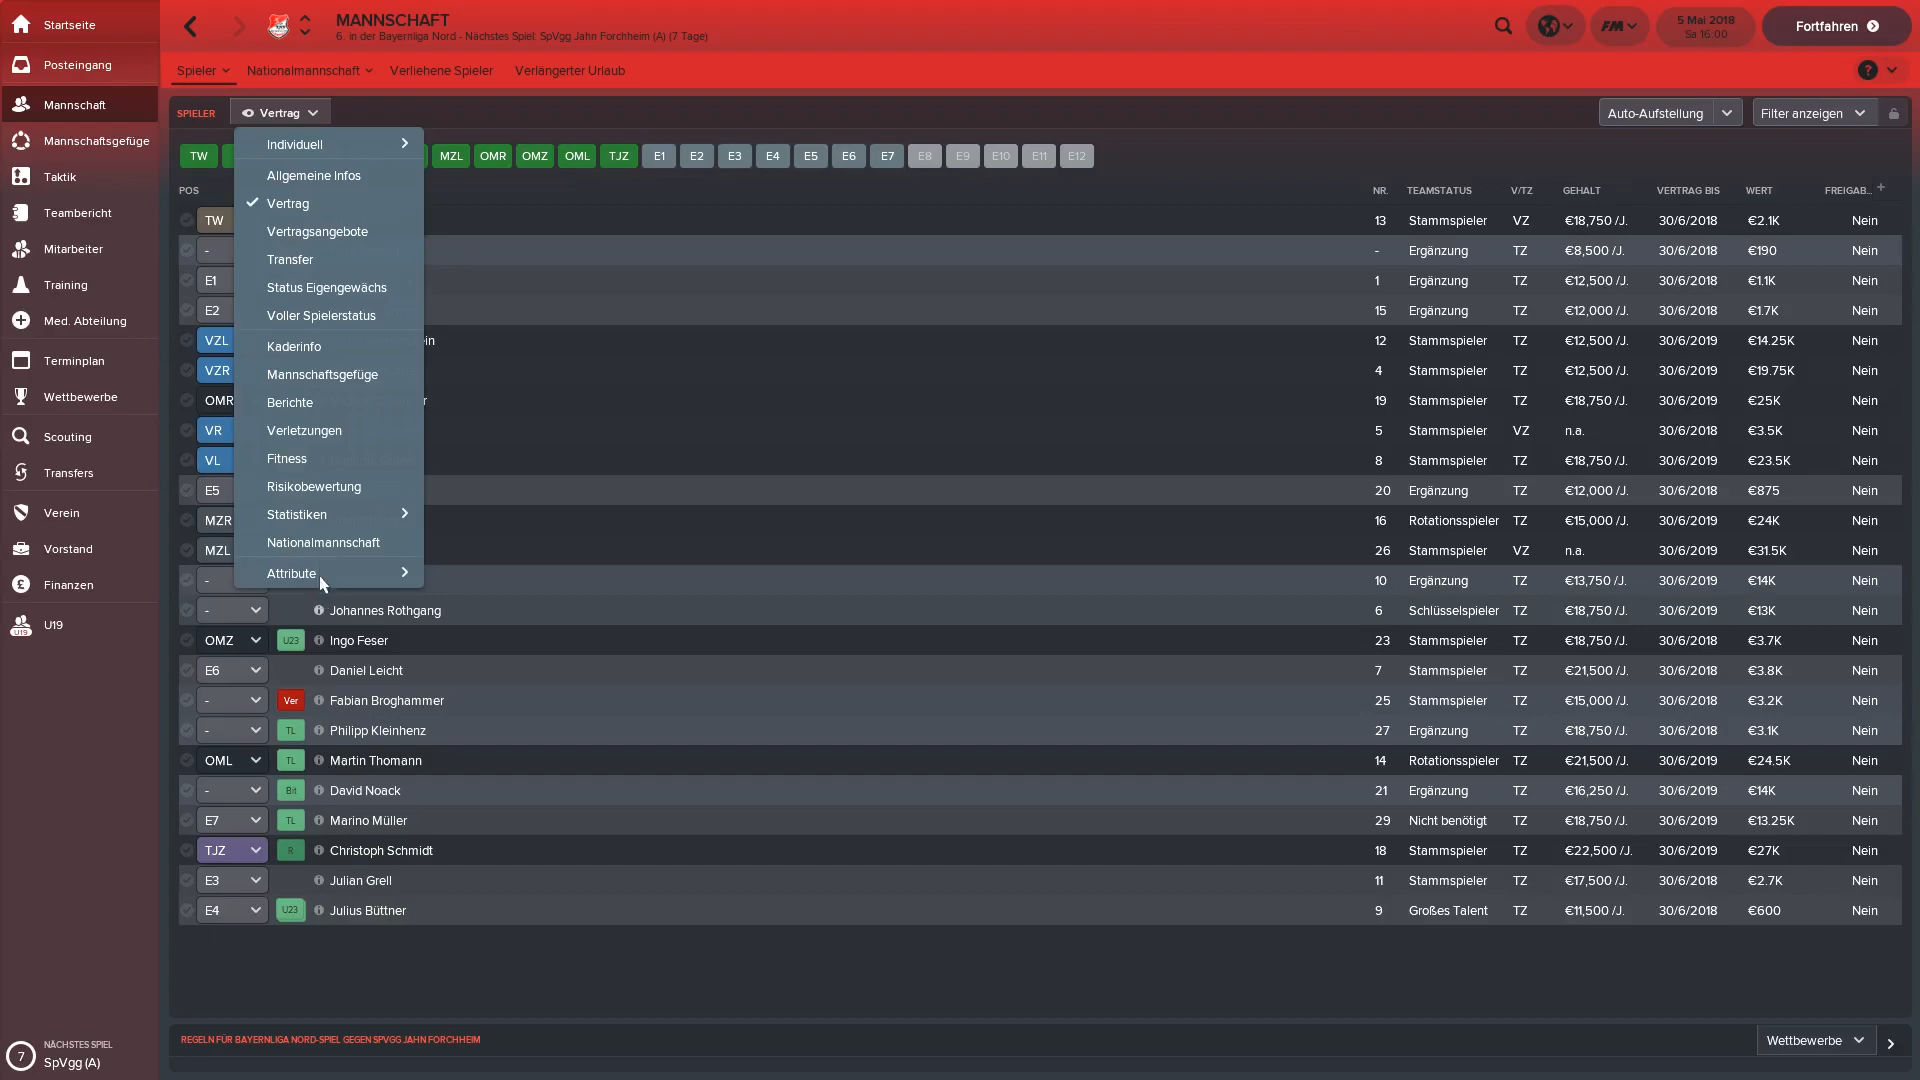 Startseite
Posteingang
Mannschaft
Mannschaftsgefüge
Taktik
Teambericht
Mitarbeiter
Training
Med. Abteilung
Terminplan
Wettbewerbe
Scouting
Transfers
Verein
Vorstand
Finanzen
U19
U19
7
NÄCHSTES SPIEL
SpVgg (A)
MANNSCHAFT
6. in der Bayernliga Nord - Nächstes Spiel: SpVgg Jahn Forchheim (A) (7 Tage)
FM
5 Mai 2018
Sa 16:00
Fortfahren
Spieler Nationalmannschaft Verliehene Spieler Verlängerter Urlaub
?
SPIELER Vertrag Auto-Aufstellung Filter anzeigen
Individuell
Allgemeine Infos
Vertrag
Vertragsangebote
Transfer
Status Eigengewächs
Voller Spielerstatus
Kaderinfo
Mannschaftsgefüge
Berichte
Verletzungen
Fitness
Risikobewertung
Statistiken
Nationalmannschaft
Attribute
TW MZL OMR OMZ OML TJZ E1 E2 E3 E4 E5 E6 E7 E8 E9 E10 E11 E12
POS NR. TEAMSTATUS V/TZ GEHALT VERTRAG BIS WERT FREIGAB... +
TW 13 Stammspieler VZ €18,750 /J. 30/6/2018 €2.1K Nein
- - Ergänzung TZ €8,500 /J. 30/6/2018 €190 Nein
E1 1 Ergänzung TZ €12,500 /J. 30/6/2018 €1.1K Nein
E2 15 Ergänzung TZ €12,000 /J. 30/6/2018 €1.7K Nein
VZL in 12 Stammspieler TZ €12,500 /J. 30/6/2019 €14.25K Nein
VZR 4 Stammspieler TZ €12,500 /J. 30/6/2019 €19.75K Nein
OMR r 19 Stammspieler TZ €18,750 /J. 30/6/2019 €25K Nein
VR 5 Stammspieler VZ n.a. 30/6/2018 €3.5K Nein
VL 8 Stammspieler TZ €18,750 /J. 30/6/2019 €23.5K Nein
E5 20 Ergänzung TZ €12,000 /J. 30/6/2018 €875 Nein
MZR 16 Rotationsspieler TZ €15,000 /J. 30/6/2019 €24K Nein
MZL 26 Stammspieler VZ n.a. 30/6/2019 €31.5K Nein
- 10 Ergänzung TZ €13,750 /J. 30/6/2019 €14K Nein
- Johannes Rothgang 6 Schlüsselspieler TZ €18,750 /J. 30/6/2019 €13K Nein
OMZ U23 Ingo Feser 23 Stammspieler TZ €18,750 /J. 30/6/2018 €3.7K Nein
E6 Daniel Leicht 7 Stammspieler TZ €21,500 /J. 30/6/2018 €3.8K Nein
- Ver Fabian Broghammer 25 Stammspieler TZ €15,000 /J. 30/6/2018 €3.2K Nein
- TL Philipp Kleinhenz 27 Ergänzung TZ €18,750 /J. 30/6/2018 €3.1K Nein
OML TL Martin Thomann 14 Rotationsspieler TZ €21,500 /J. 30/6/2019 €24.5K Nein
- Bit David Noack 21 Ergänzung TZ €16,250 /J. 30/6/2019 €14K Nein
E7 TL Marino Müller 29 Nicht benötigt TZ €18,750 /J. 30/6/2019 €13.25K Nein
TJZ R Christoph Schmidt 18 Stammspieler TZ €22,500 /J. 30/6/2019 €27K Nein
E3 Julian Grell 11 Stammspieler TZ €17,500 /J. 30/6/2018 €2.7K Nein
E4 U23 Julius Büttner 9 Großes Talent TZ €11,500 /J. 30/6/2018 €600 Nein
REGELN FÜR BAYERNLIGA NORD-SPIEL GEGEN SPVGG JAHN FORCHHEIM
Wettbewerbe